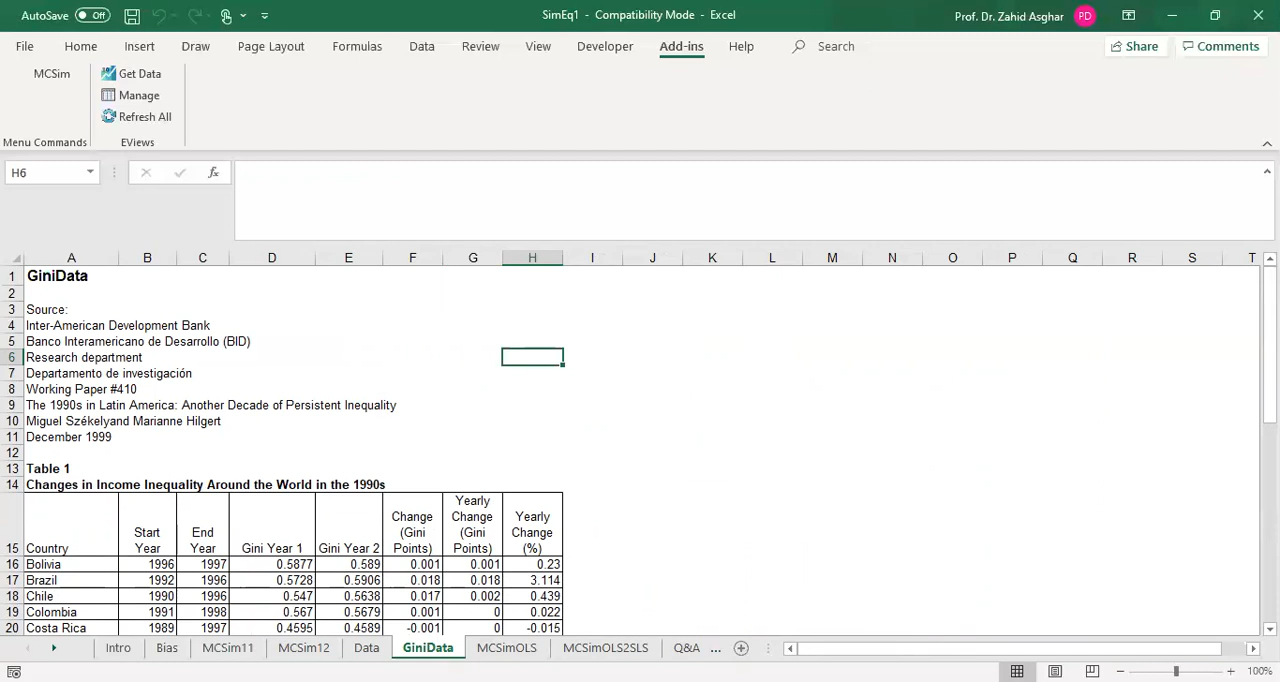 AutoSave Off SimEq1 - Compatibility Mode - Excel Prof. Dr. Zahid Asghar PD
File Home Insert Draw Page Layout Formulas Data Review View Developer Add-ins Help Search Share Comments
MCSim Get Data
Manage
Refresh All
Menu Commands EViews
H6 fx
A B C D E F G H I J K L M N O P Q R S T
1 GiniData
2
3 Source:
4 Inter-American Development Bank
5 Banco Interamericano de Desarrollo (BID)
6 Research department
7 Departamento de investigación
8 Working Paper #410
9 The 1990s in Latin America: Another Decade of Persistent Inequality
10 Miguel Székelyand Marianne Hilgert
11 December 1999
12
13 Table 1
14 Changes in Income Inequality Around the World in the 1990s
15 Country Start Year End Year Gini Year 1 Gini Year 2 Change (Gini Points) Yearly Change (Gini Points) Yearly Change (%)
16 Bolivia 1996 1997 0.5877 0.589 0.001 0.001 0.23
17 Brazil 1992 1996 0.5728 0.5906 0.018 0.018 3.114
18 Chile 1990 1996 0.547 0.5638 0.017 0.002 0.439
19 Colombia 1991 1998 0.567 0.5679 0.001 0 0.022
20 Costa Rica 1989 1997 0.4595 0.4589 -0.001 0 -0.015
Intro Bias MCSim11 MCSim12 Data GiniData MCSimOLS MCSimOLS2SLS Q&A ...
100%